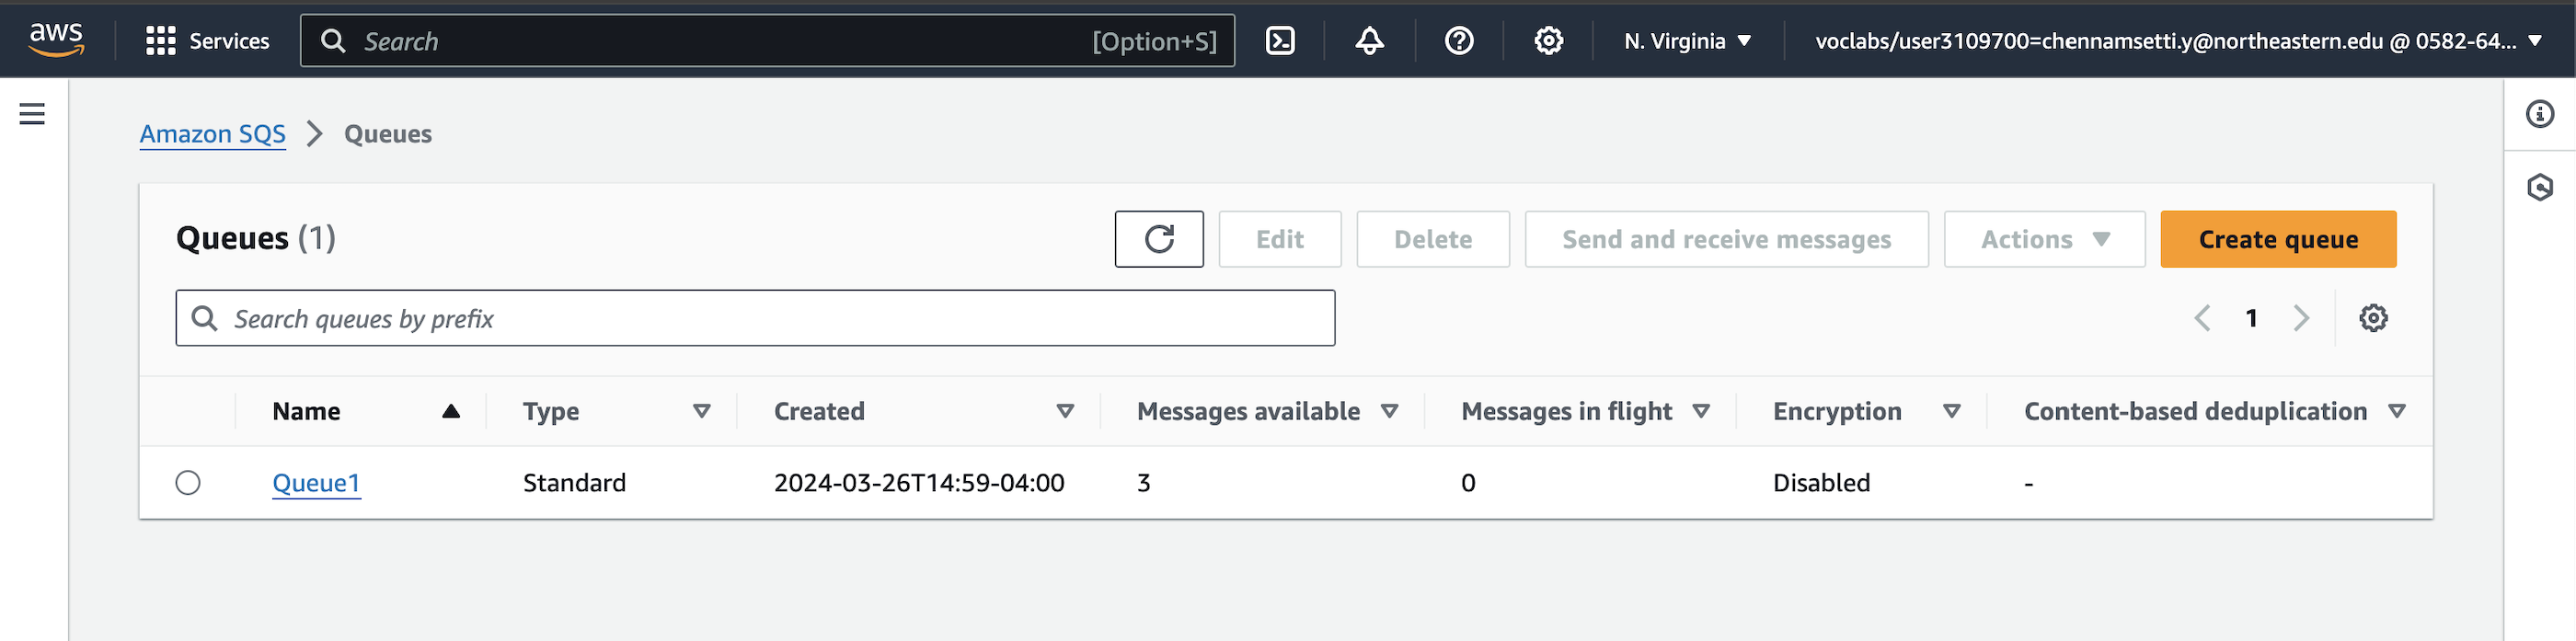 aws Services Search [Option+S] N. Virginia voclabs/user3109700=chennamsetti.y@northeastern.edu @ 0582-64...
Amazon SQS Queues
Queues (1) Edit Delete Send and receive messages Actions Create queue
Search queues by prefix 1
Name Type Created Messages available Messages in flight Encryption Content-based deduplication
Queue1 Standard 2024-03-26T14:59-04:00 3 0 Disabled -